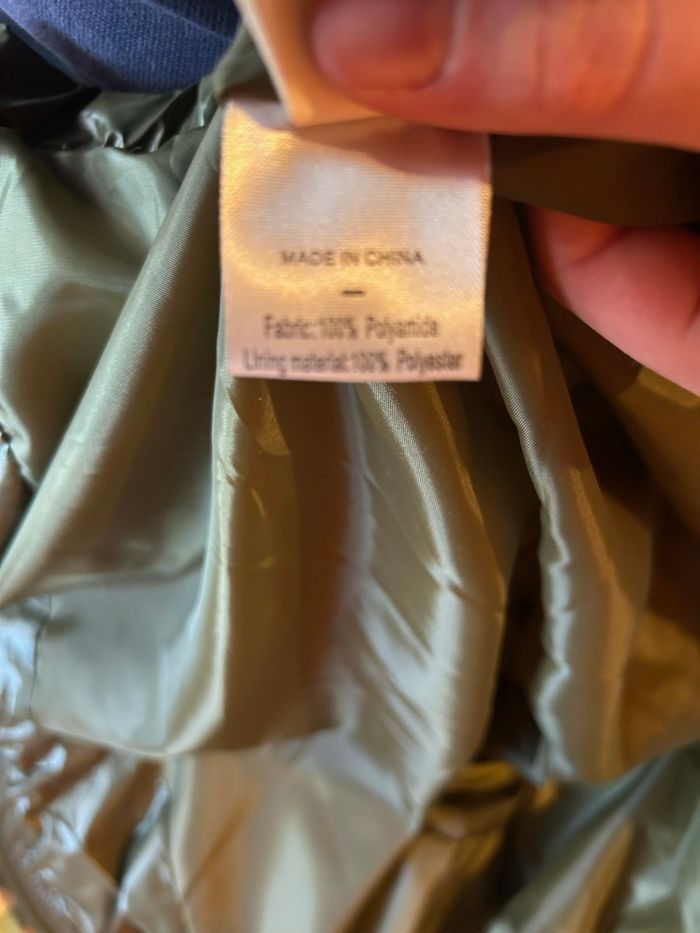 MADE IN CHINA
—
Fabric:100% Polyamide
Lining material:100% Polyester